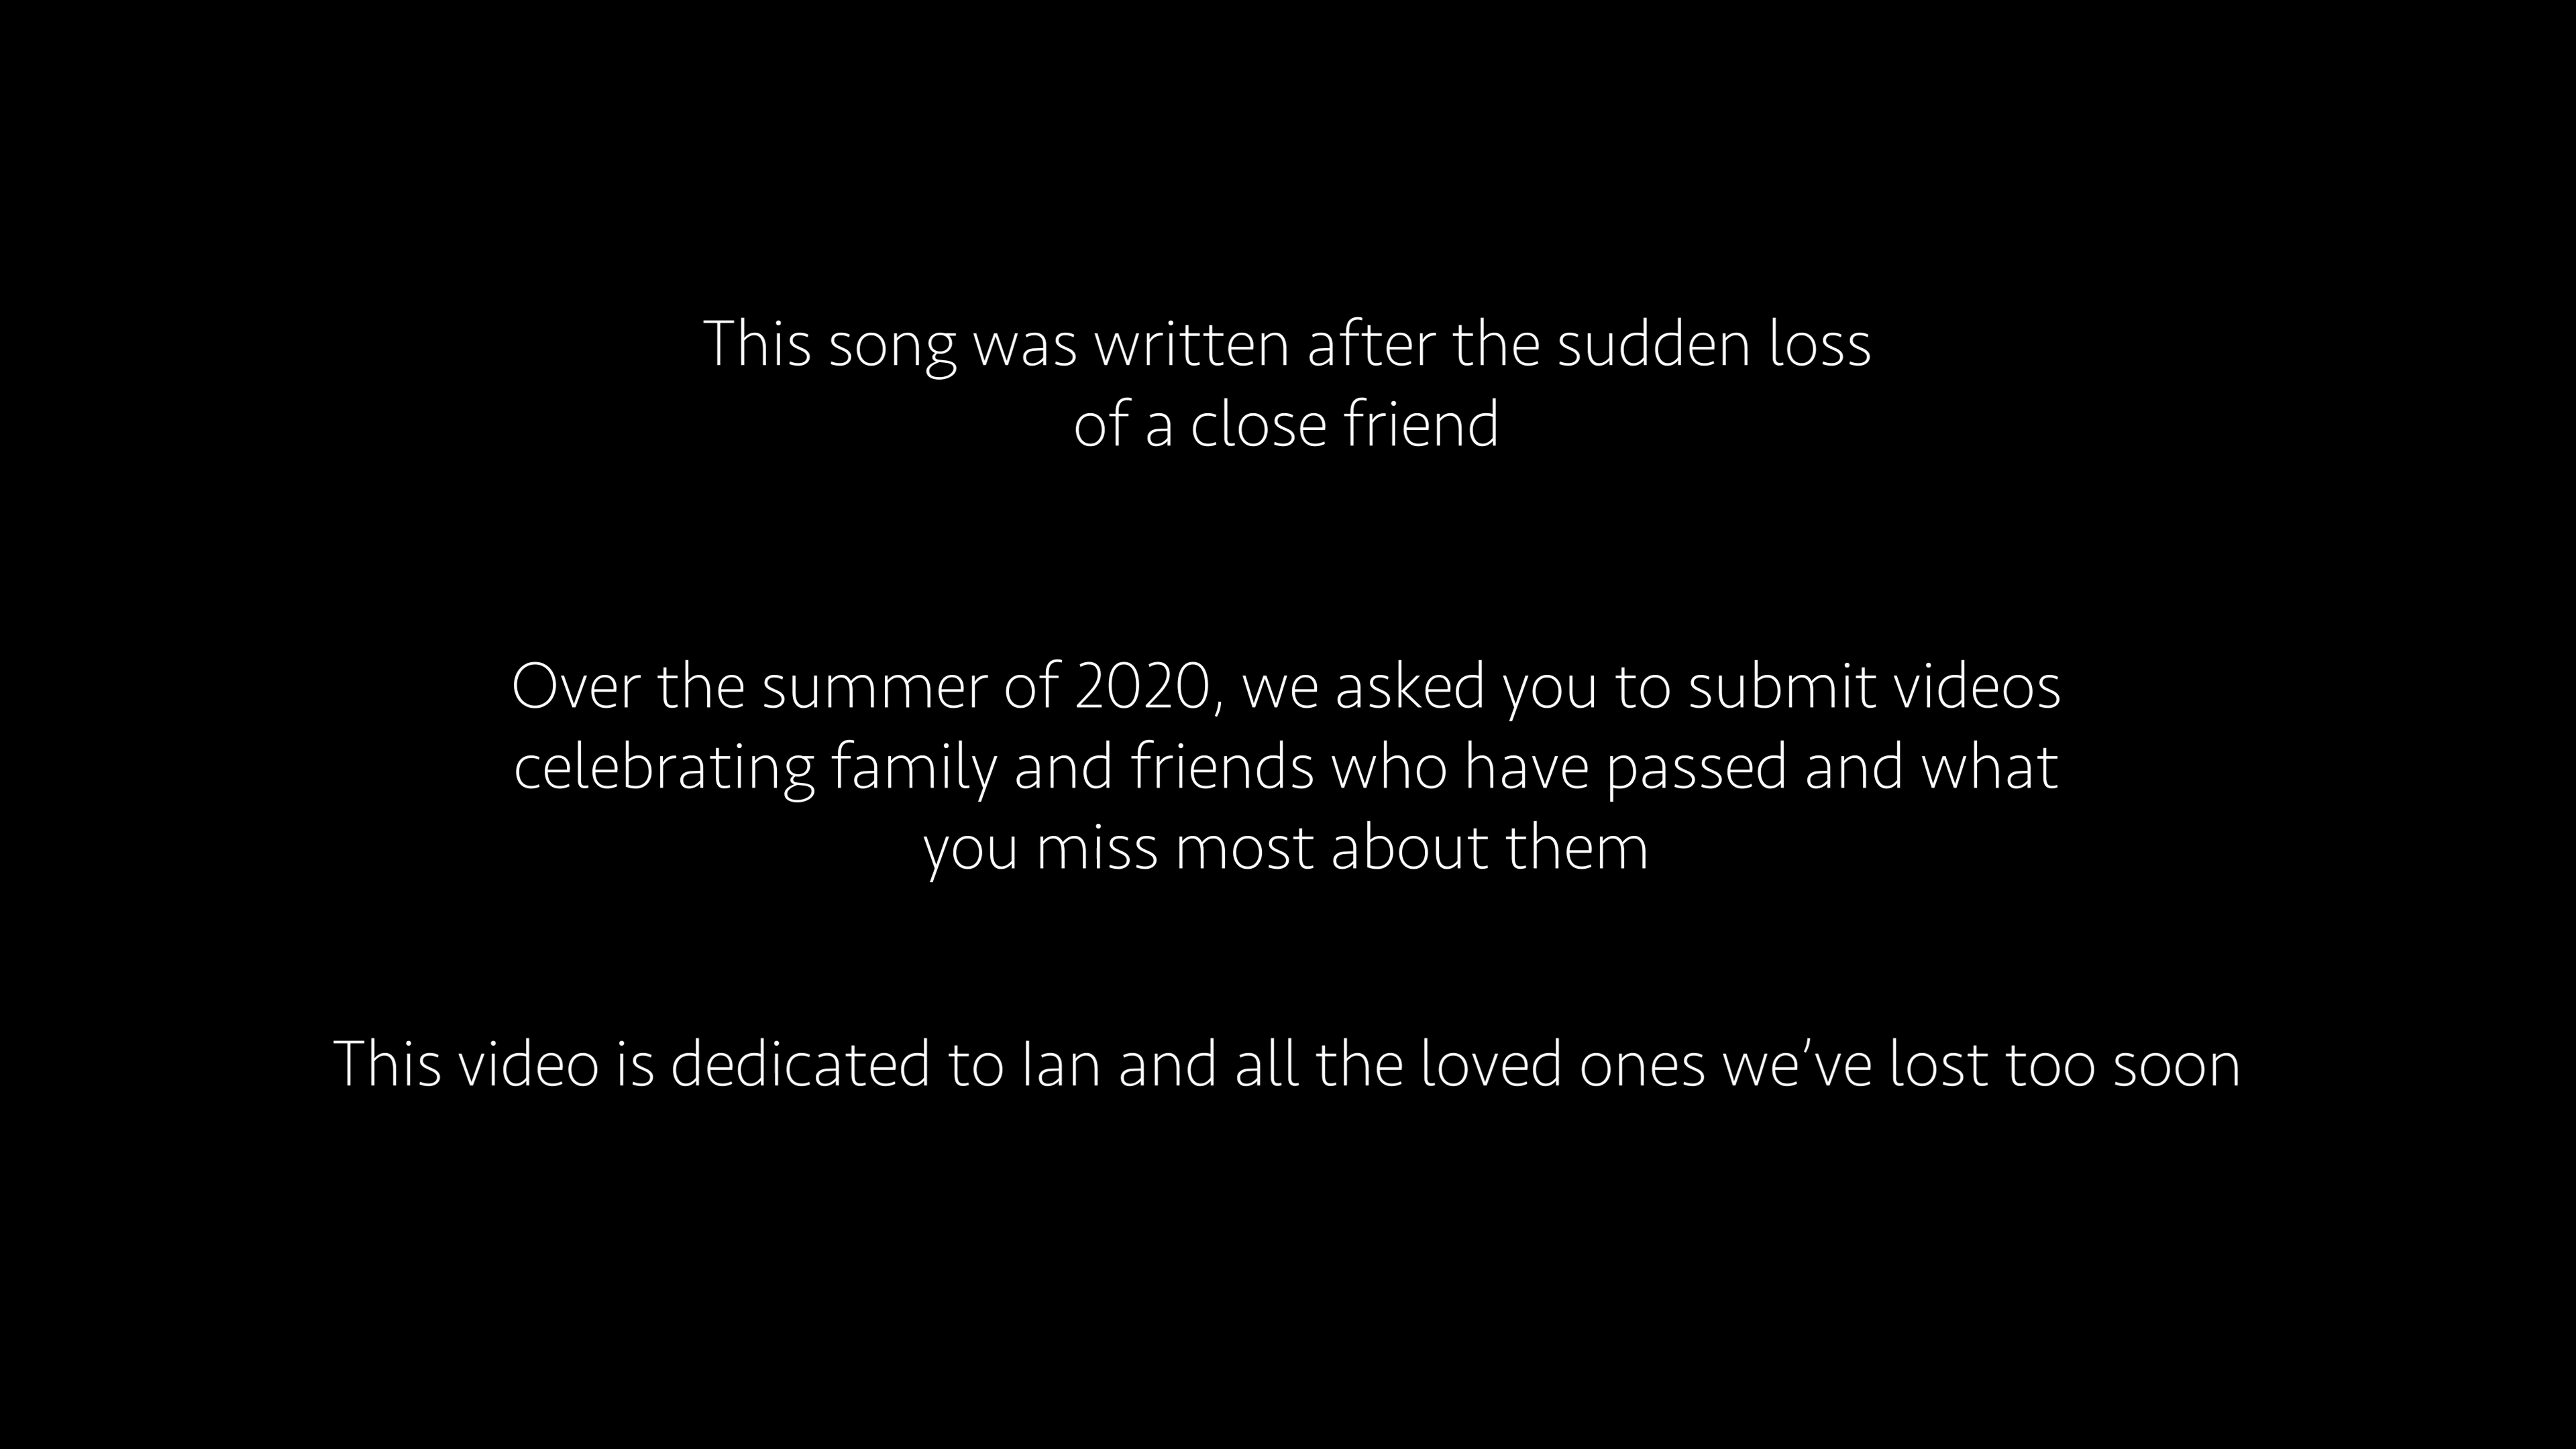 This song was written after the sudden loss
of a close friend
Over the summer of 2020, we asked you to submit videos
celebrating family and friends who have passed and what
you miss most about them
This video is dedicated to Ian and all the loved ones we’ve lost too soon